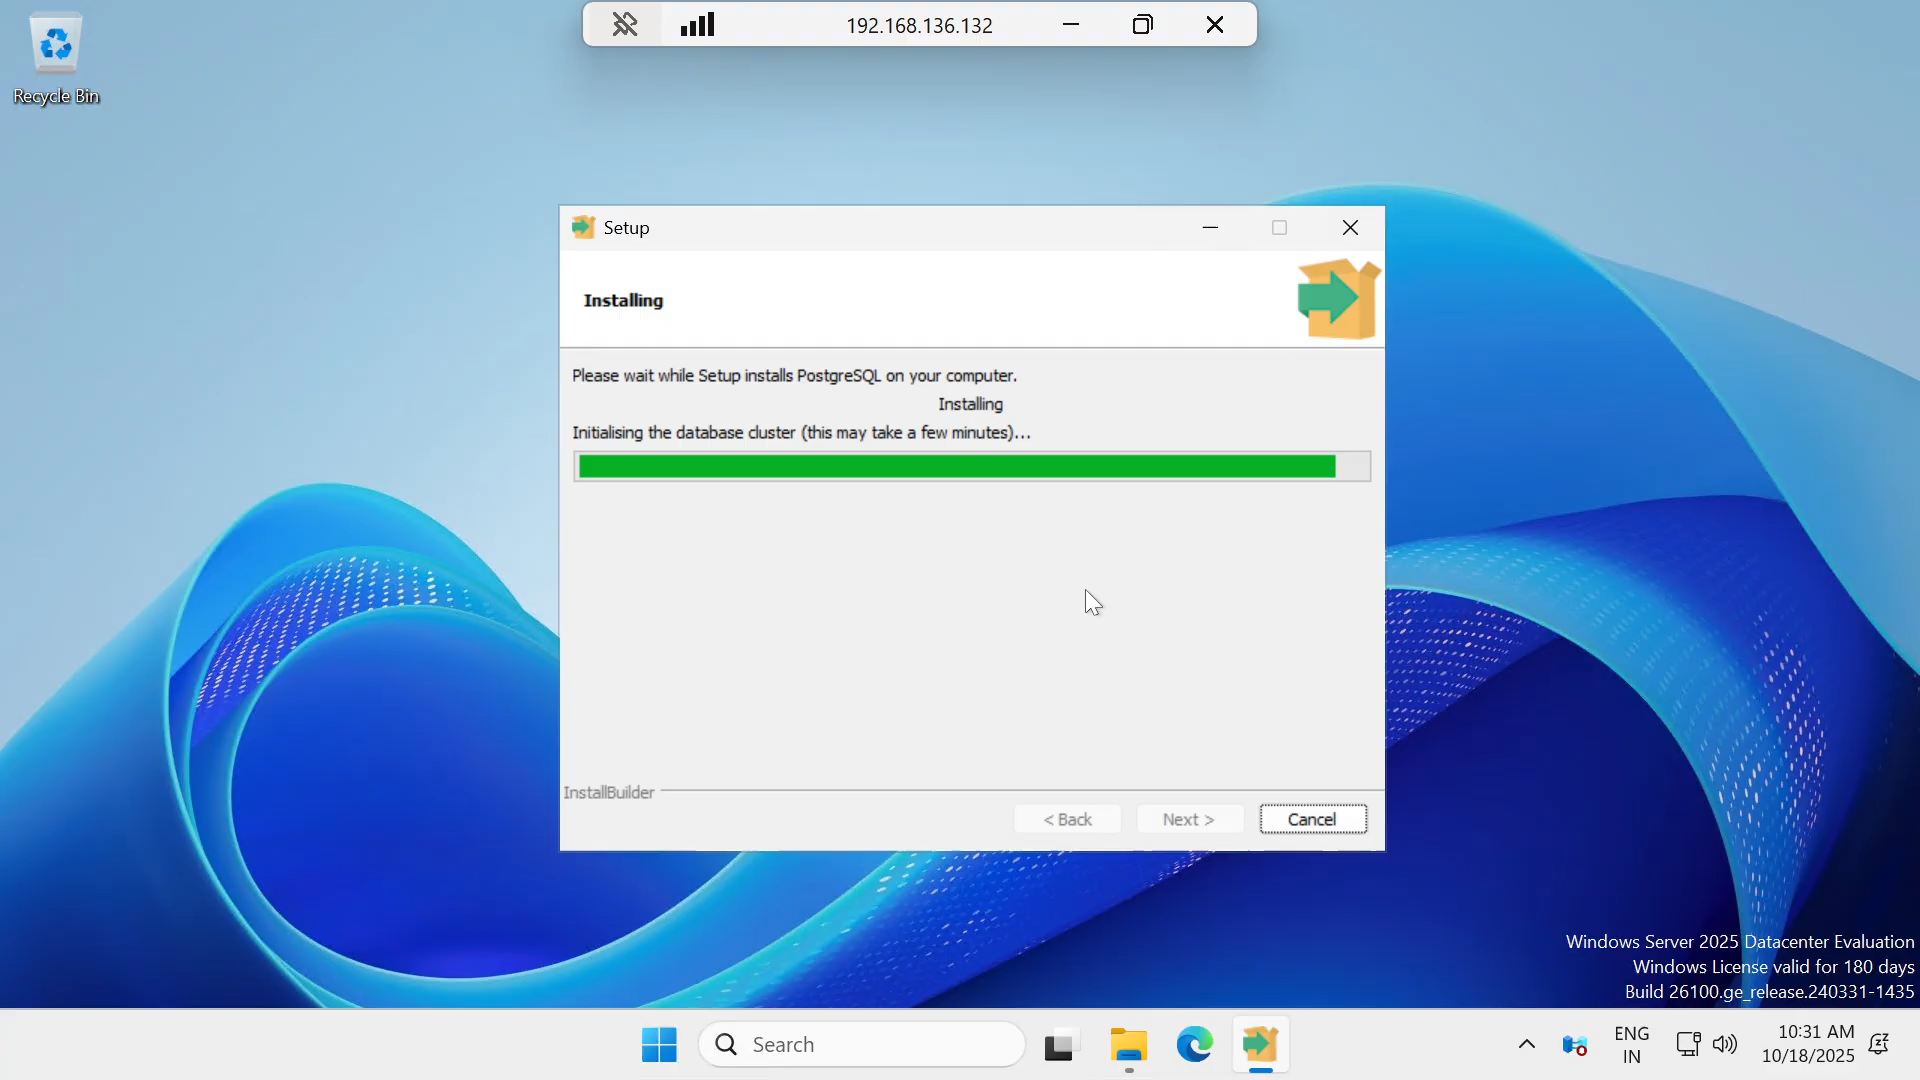 192.168.136.132
Recycle Bin
Setup
Installing
Please wait while Setup installs PostgreSQL on your computer.
Installing
Initialising the database cluster (this may take a few minutes)...
InstallBuilder
< Back
Next >
Cancel
Windows Server 2025 Datacenter Evaluation
Windows License valid for 180 days
Build 26100.ge_release.240331-1435
Search
ENG
IN
10:31 AM
10/18/2025